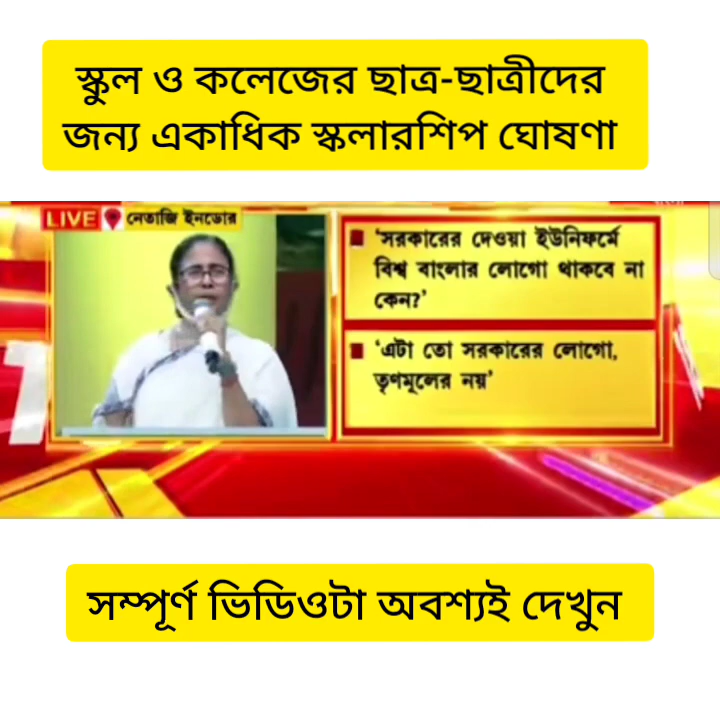 স্কুল ও কলেজের ছাত্র-ছাত্রীদের
জন্য একাধিক স্কলারশিপ ঘোষণা
LIVE নেতাজি ইনডোর
‘সরকারের দেওয়া ইউনিফর্মে
বিশ্ব বাংলার লোগো থাকবে না
কেন?’
‘এটা তো সরকারের লোগো,
তৃণমূলের নয়’
সম্পূর্ণ ভিডিওটা অবশ্যই দেখুন